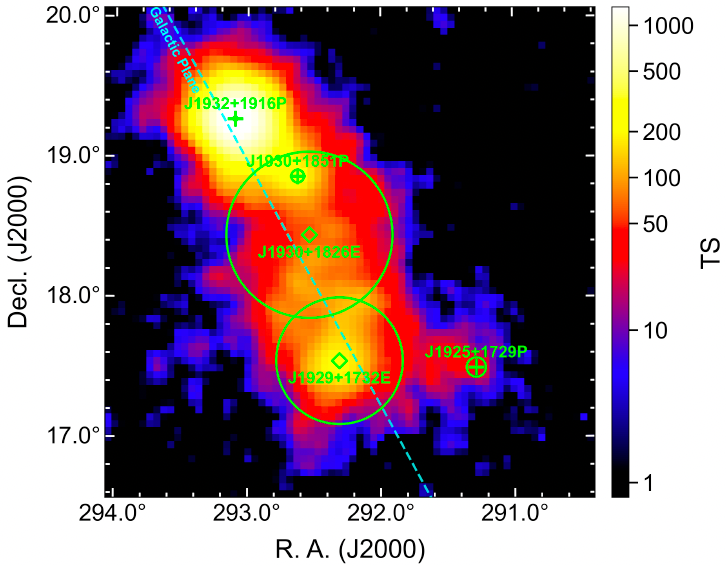 20.0°
19.0°
18.0°
17.0°
Decl. (J2000)
Galactic Plane
J1932+1916P
J1930+1851P
J1930+1826E
J1929+1732E
J1925+1729P
294.0°
293.0°
292.0°
291.0°
R. A. (J2000)
1000
500
200
100
50
10
1
TS